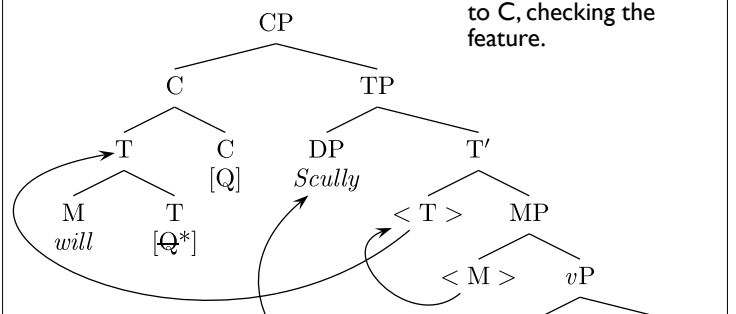 to C, checking the
feature.
CP
C TP
T C DP T′
[Q] Scully
M T < T > MP
will [Q*]
< M > vP